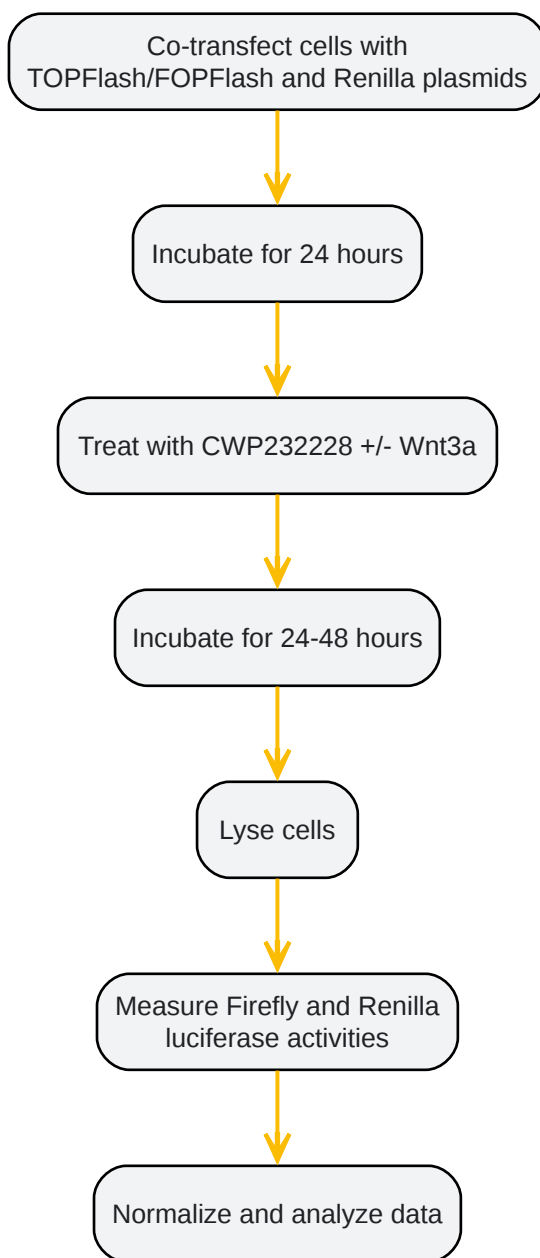 Co-transfect cells with
TOPFlash/FOPFlash and Renilla plasmids
Incubate for 24 hours
Treat with CWP232228 +/- Wnt3a
Incubate for 24-48 hours
Lyse cells
Measure Firefly and Renilla
luciferase activities
Normalize and analyze data